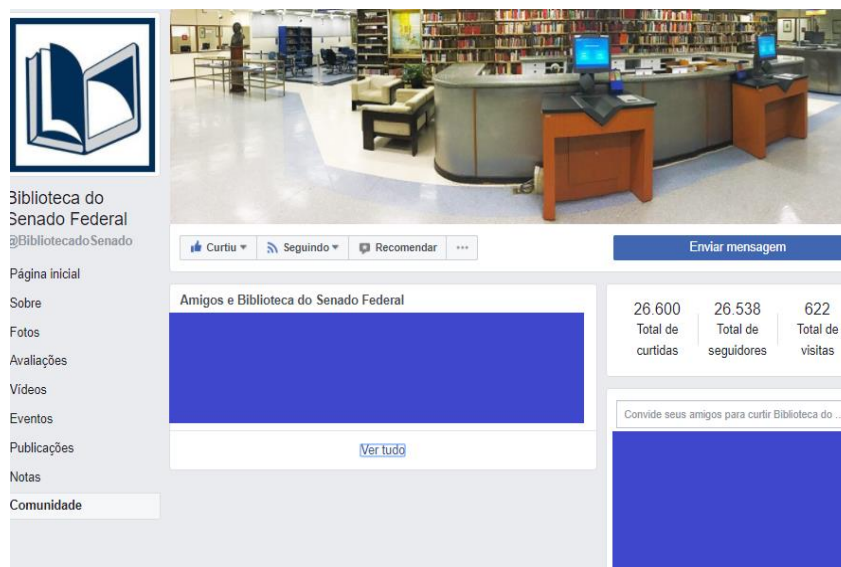 Biblioteca do
Senado Federal
@BibliotecadoSenado
Página inicial
Sobre
Fotos
Avaliações
Vídeos
Eventos
Publicações
Notas
Comunidade
Curtiu
Seguindo
Recomendar
Enviar mensagem
Amigos e Biblioteca do Senado Federal
Ver tudo
26.600
Total de
curtidas
26.538
Total de
seguidores
622
Total de
visitas
Convide seus amigos para curtir Biblioteca do ...